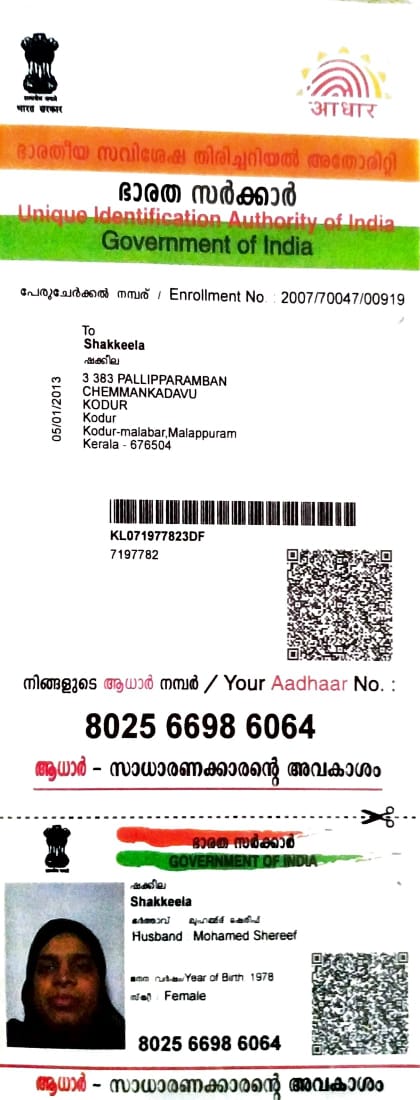 भारत सरकार
आधार
ഭാരതീയ സവിശേഷ തിരിച്ചറിയൽ അതോറിറ്റി
ഭാരത സർക്കാർ
Unique Identification Authority of India
Government of India
പേരുചേർക്കൽ നമ്പര് / Enrollment No. : 2007/70047/00919
To
Shakkeela
ഷക്കീല
3 383 PALLIPPARAMBAN
CHEMMANKADAVU
KODUR
Kodur
Kodur-malabar,Malappuram
Kerala - 676504
05/01/2013
KL071977823DF
7197782
നിങ്ങളുടെ ആധാർ നമ്പർ / Your Aadhaar No. :
8025 6698 6064
ആധാർ - സാധാരണക്കാരന്റെ അവകാശം
ഭാരത സർക്കാർ
GOVERNMENT OF INDIA
ഷക്കീല
Shakkeela
ഭർത്താവ് മുഹമ്മദ് ഷെരീഫ്
Husband Mohamed Shereef
ജനന വർഷം Year of Birth 1978
സ്ത്രീ Female
8025 6698 6064
ആധാർ - സാധാരണക്കാരന്റെ അവകാശം